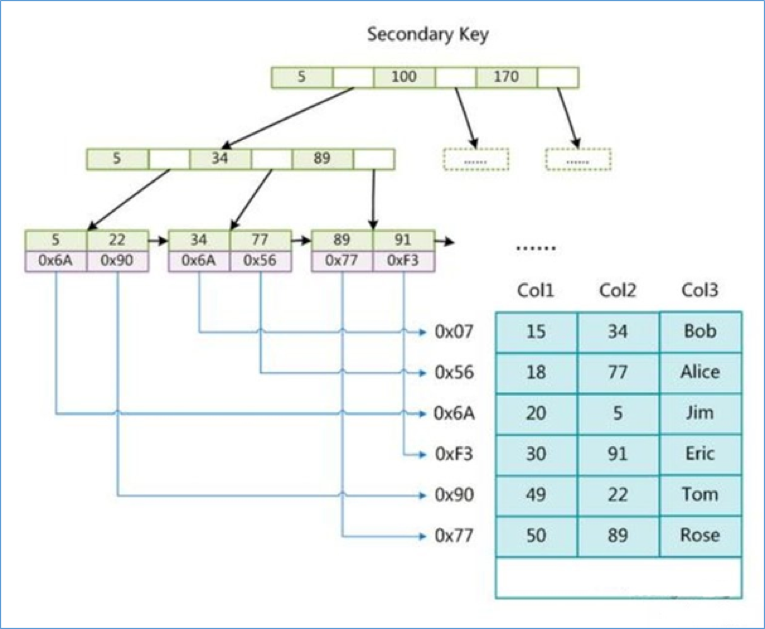 Secondary Key
5 100 170
5 34 89
...... ......
5 22 34 77 89 91
0x6A 0x90 0x6A 0x56 0x77 0xF3
......
Col1 Col2 Col3
0x07 15 34 Bob
0x56 18 77 Alice
0x6A 20 5 Jim
0xF3 30 91 Eric
0x90 49 22 Tom
0x77 50 89 Rose